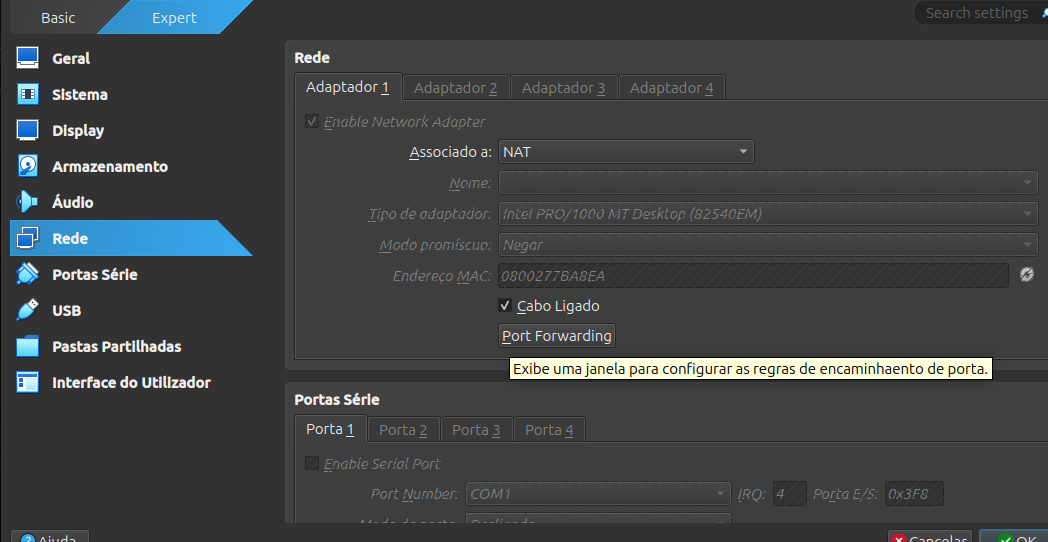 Basic
Expert
Search settings
Geral
Sistema
Display
Armazenamento
Áudio
Rede
Portas Série
USB
Pastas Partilhadas
Interface do Utilizador
Rede
Adaptador 1
Adaptador 2
Adaptador 3
Adaptador 4
Enable Network Adapter
Associado a: NAT
Nome:
Tipo de adaptador: Intel PRO/1000 MT Desktop (82540EM)
Modo promíscuo: Negar
Endereço MAC: 0800277BA8EA
Cabo Ligado
Port Forwarding
Exibe uma janela para configurar as regras de encaminhaento de porta.
Portas Série
Porta 1
Porta 2
Porta 3
Porta 4
Enable Serial Port
Port Number: COM1 IRQ: 4 Porta E/S: 0x3F8
Modo da porta: Desligado
Ajuda
Cancelar
OK